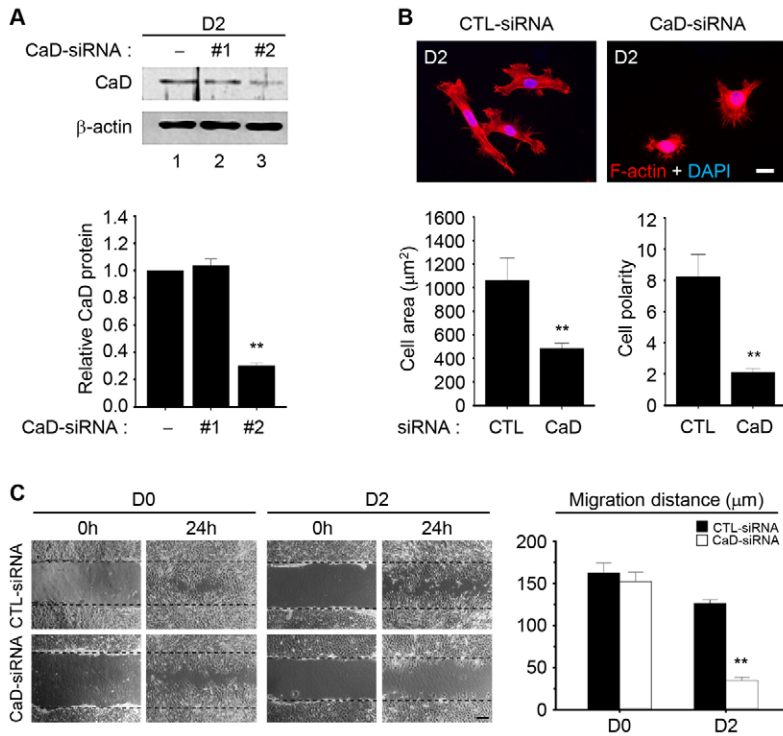 A
D2
CaD-siRNA : – #1 #2
CaD
β-actin
1 2 3
Relative CaD protein
1.4
1.2
1.0
0.8
0.6
0.4
0.2
0.0
**
CaD-siRNA : – #1 #2
B
CTL-siRNA CaD-siRNA
D2 D2
F-actin + DAPI
Cell area (μm²)
1600
1400
1200
1000
800
600
400
200
0
**
siRNA : CTL CaD
Cell polarity
12
10
8
6
4
2
0
**
CTL CaD
C
D0 D2
0h 24h 0h 24h
CTL-siRNA
CaD-siRNA
Migration distance (μm)
CTL-siRNA
CaD-siRNA
200
150
100
50
25
0
**
D0 D2